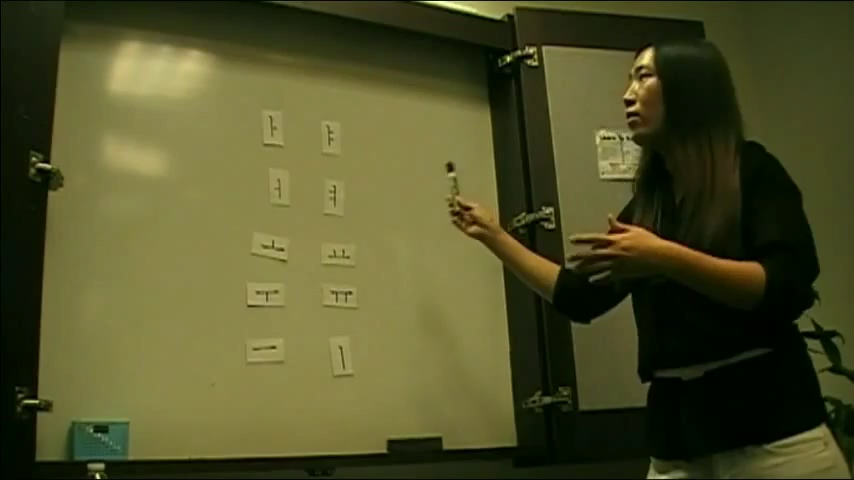 ㅏ ㅑ
ㅓ ㅕ
ㅗ ㅛ
ㅜ ㅠ
ㅡ ㅣ